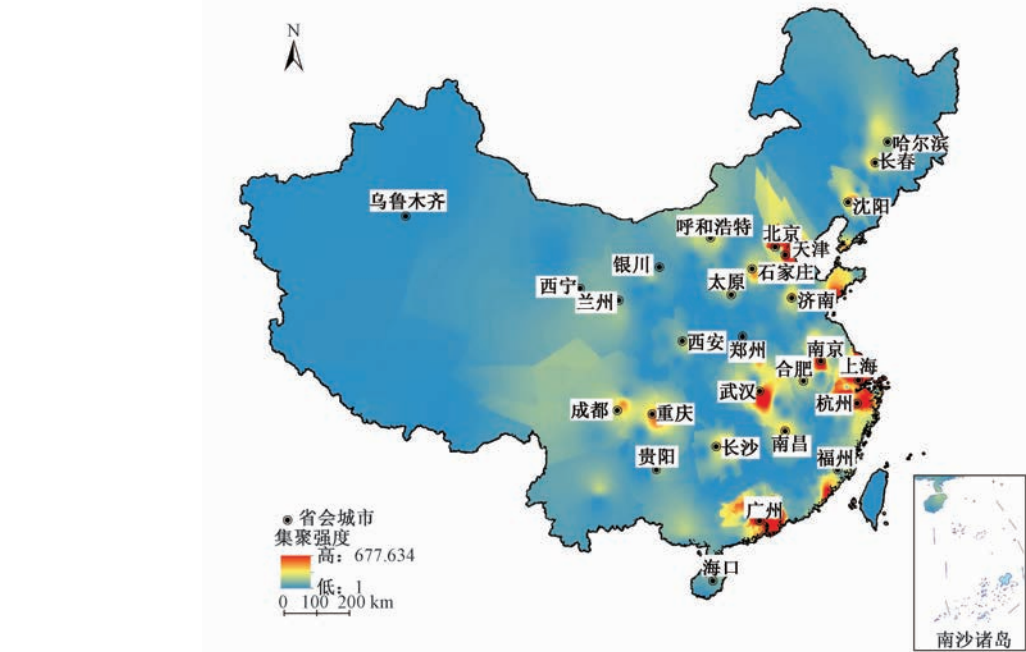 N
哈尔滨
长春
乌鲁木齐
沈阳
呼和浩特
北京
天津
银川
石家庄
太原
西宁
兰州
济南
西安
郑州
南京
上海
合肥
武汉
杭州
成都
重庆
南昌
长沙
贵阳
福州
广州
海口
省会城市
集聚强度
高：677.634
低：1
0 100 200 km
南沙诸岛